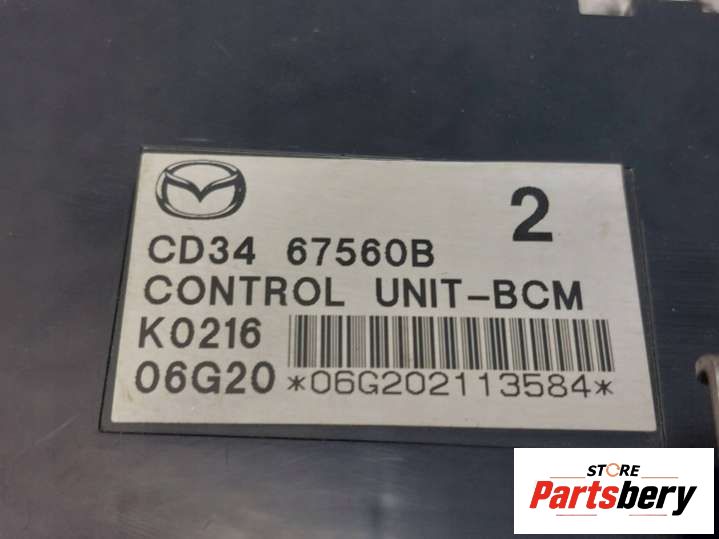 2
CD34 67560B
CONTROL UNIT-BCM
K0216
06G20 *06G202113584*
STORE
Partsbery